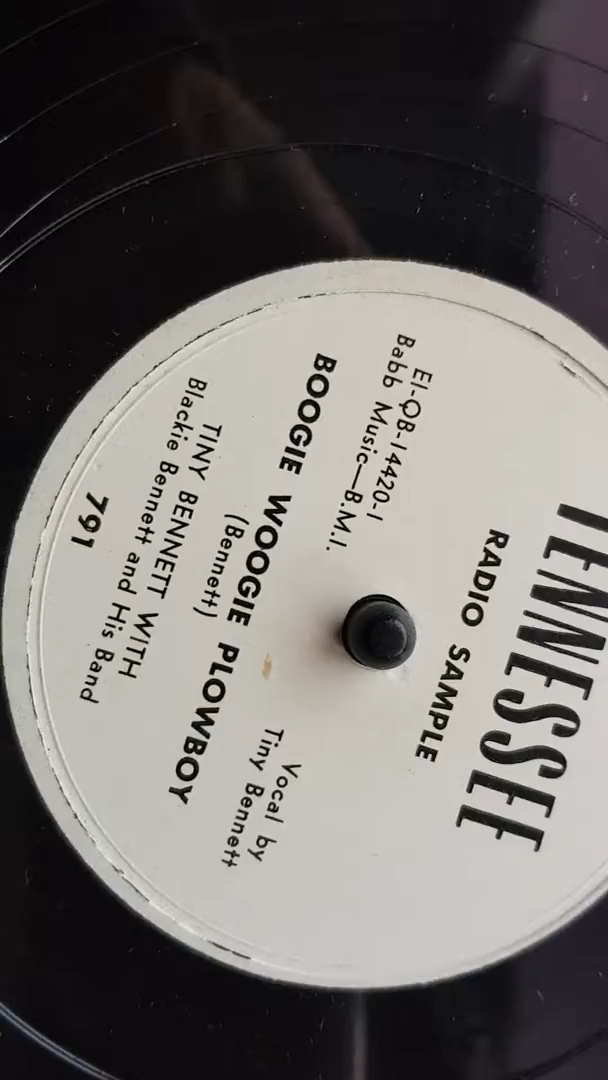 TENNESSEE
RADIO SAMPLE
EI-QB-14420-1
Babb Music—B.M.I.
Vocal by
Tiny Bennett
BOOGIE WOOGIE PLOWBOY
(Bennett)
TINY BENNETT WITH
Blackie Bennett and His Band
791